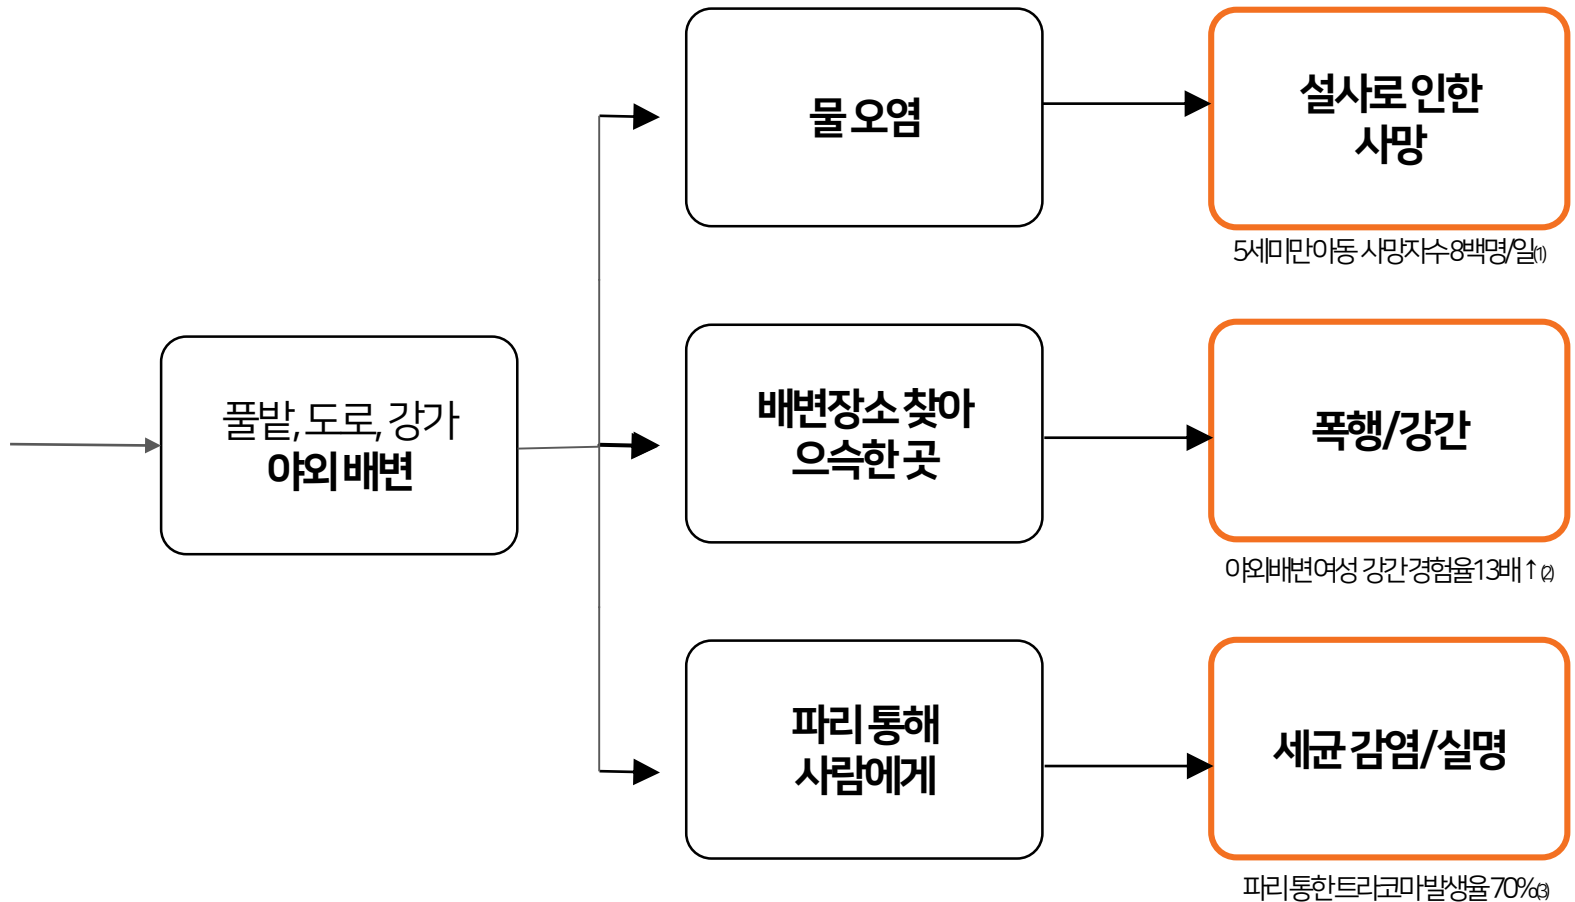 물 오염
설사로 인한
사망
5세미만아동 사망자수8백명/일(1)
풀밭, 도로, 강가
야외 배변
배변장소 찾아
으슥한 곳
폭행/강간
야외배변여성 강간경험율13배↑(2)
파리 통해
사람에게
세균 감염/실명
파리통한트라코마발생율70%(3)